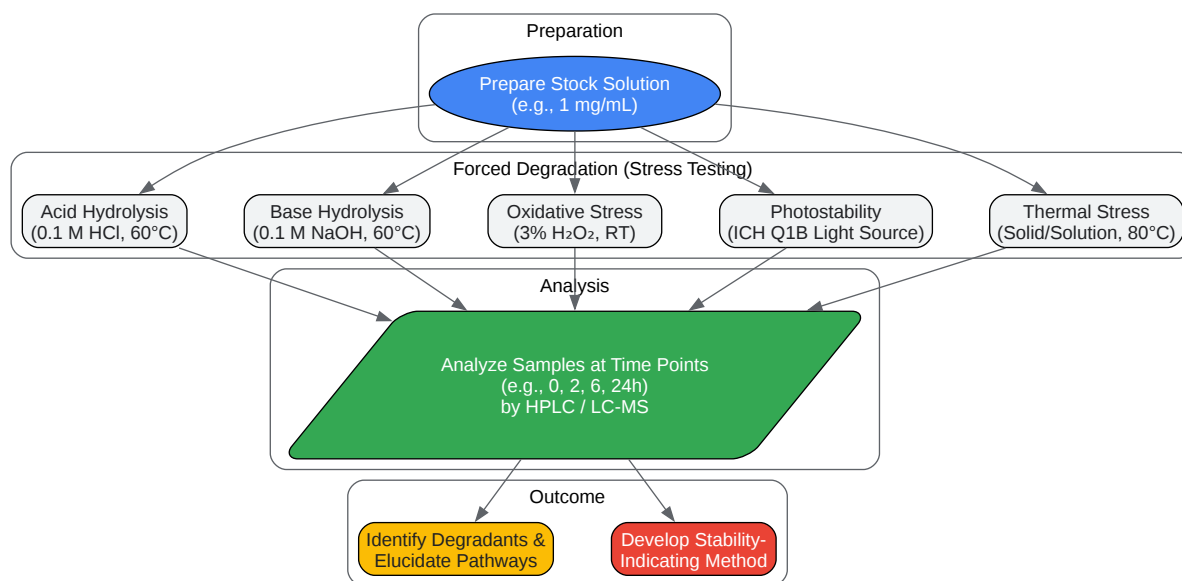 Preparation
Prepare Stock Solution
(e.g., 1 mg/mL)
Forced Degradation (Stress Testing)
Acid Hydrolysis
(0.1 M HCl, 60°C)
Base Hydrolysis
(0.1 M NaOH, 60°C)
Oxidative Stress
(3% H₂O₂, RT)
Photostability
(ICH Q1B Light Source)
Thermal Stress
(Solid/Solution, 80°C)
Analysis
Analyze Samples at Time Points
(e.g., 0, 2, 6, 24h)
by HPLC / LC-MS
Outcome
Identify Degradants &
Elucidate Pathways
Develop Stability-
Indicating Method